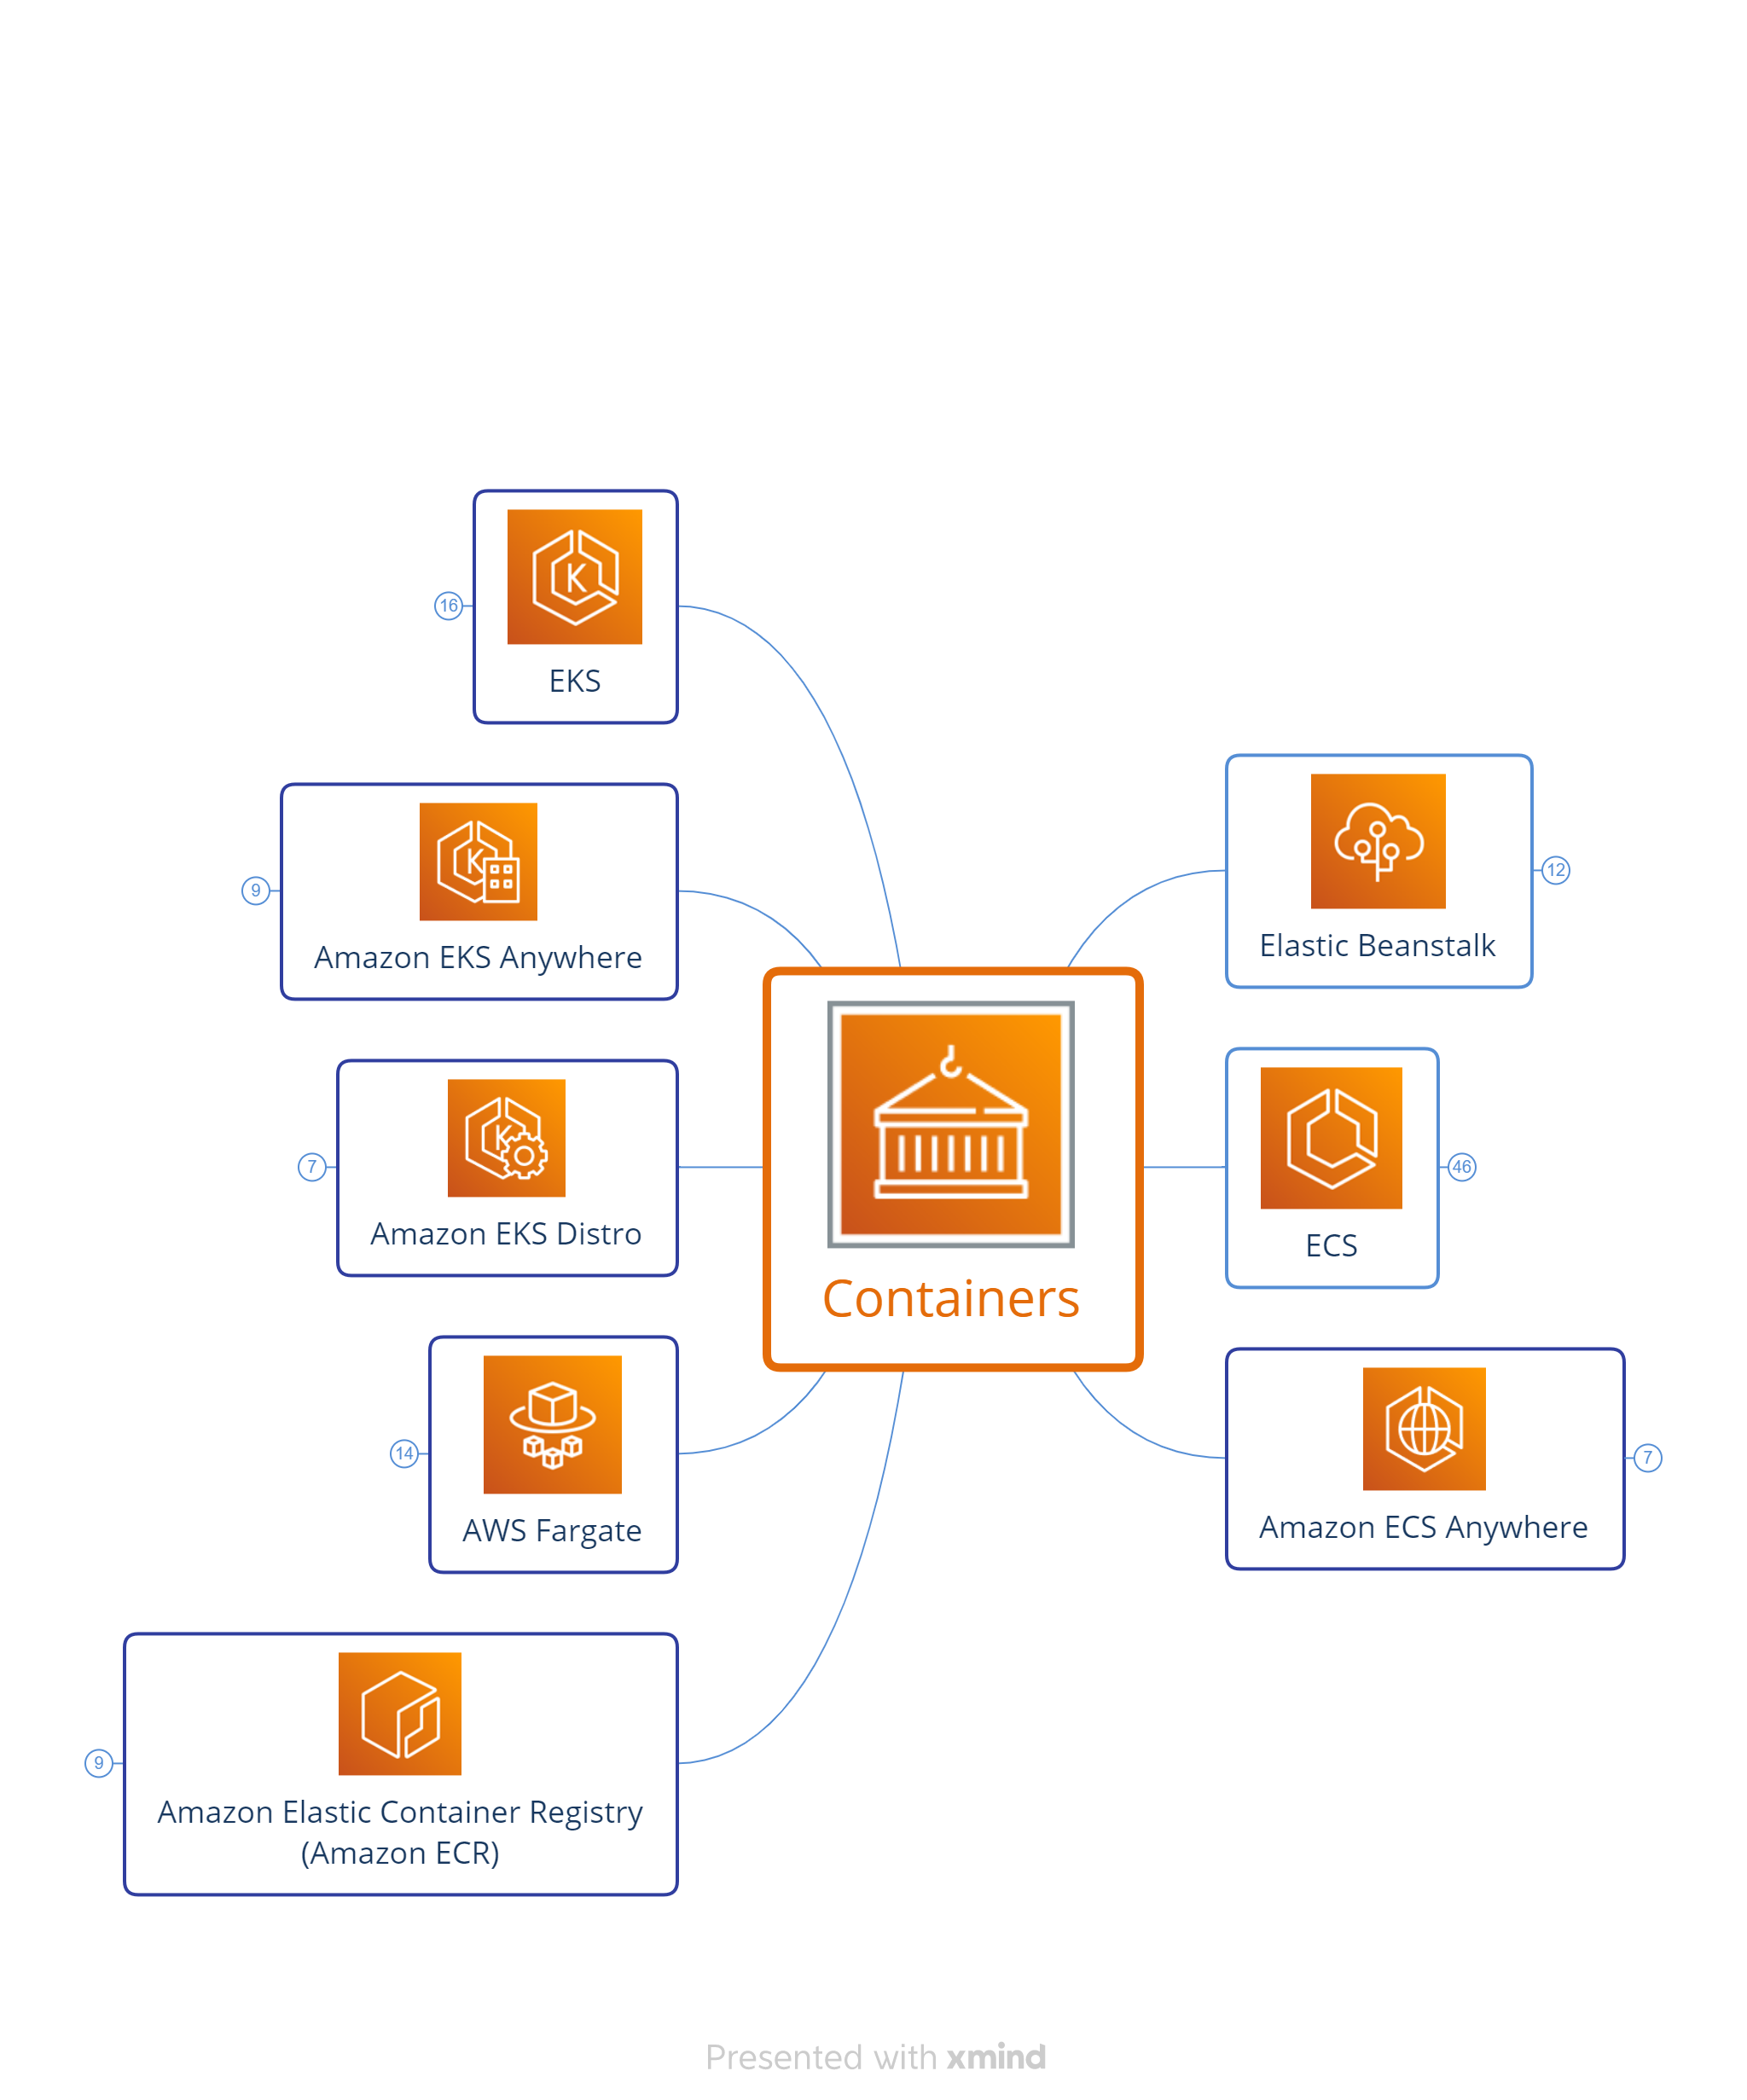 16
EKS
9
Amazon EKS Anywhere
7
Amazon EKS Distro
14
AWS Fargate
9
Amazon Elastic Container Registry
(Amazon ECR)
Containers
Elastic Beanstalk
12
ECS
46
Amazon ECS Anywhere
7
Presented with xmind